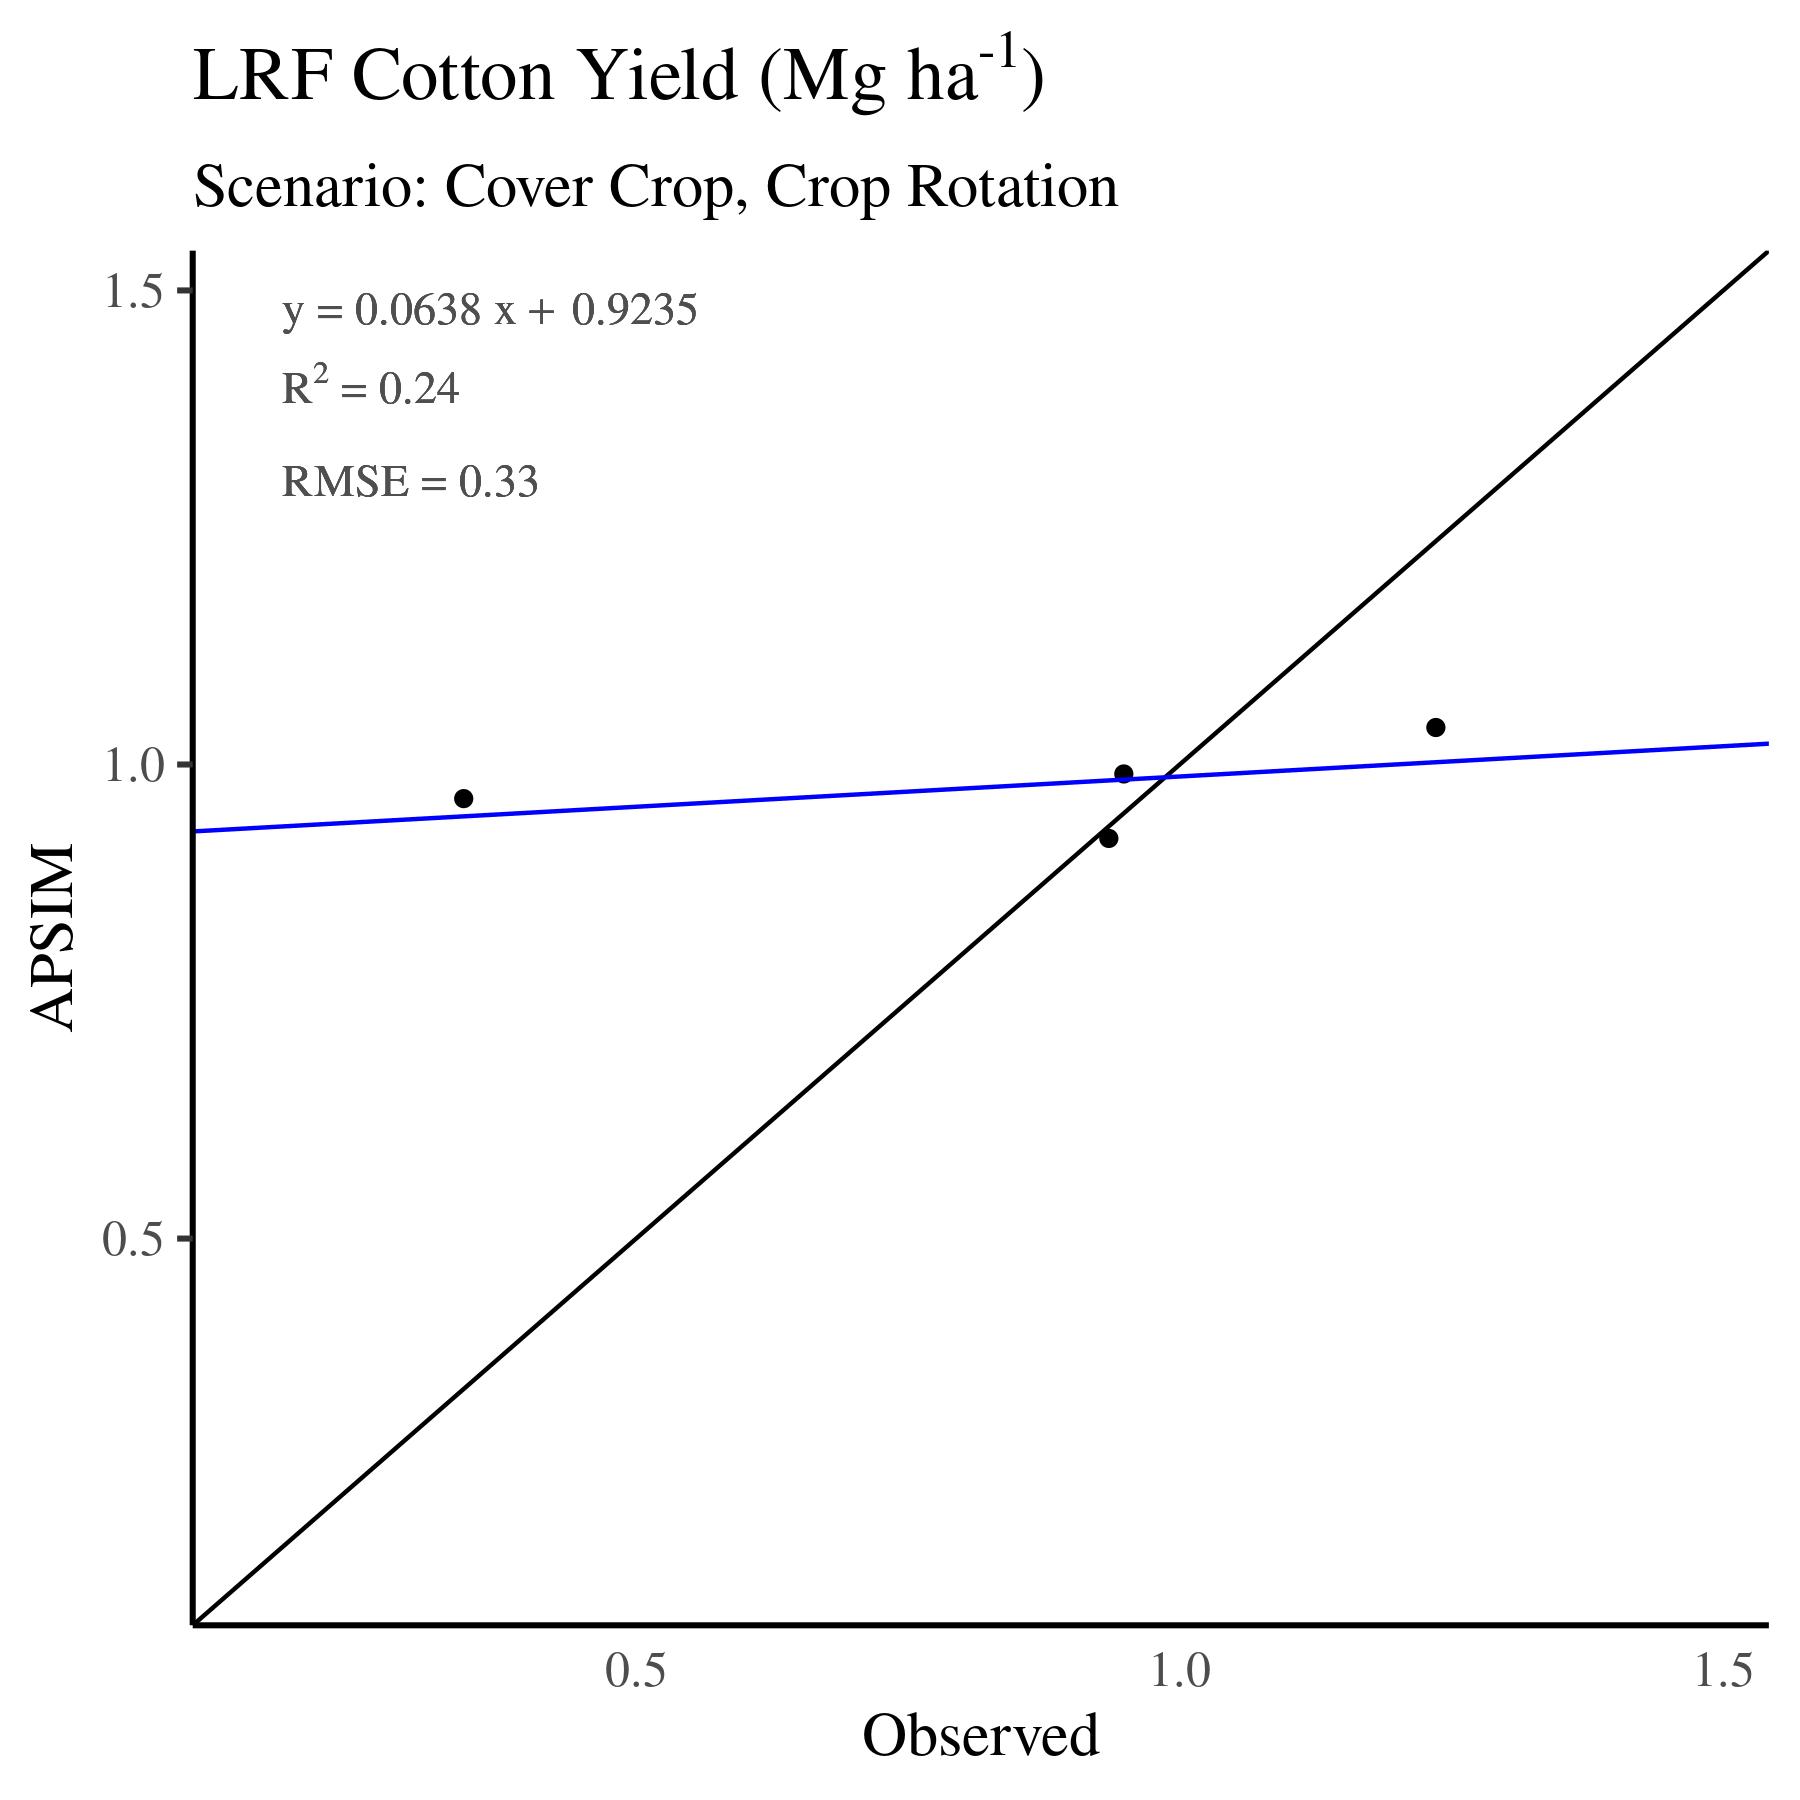 LRF Cotton Yield (Mg ha⁻¹)
Scenario: Cover Crop, Crop Rotation
1.5
y = 0.0638 x + 0.9235
R² = 0.24
RMSE = 0.33
1.0
APSIM
0.5
0.5 1.0 1.5
Observed